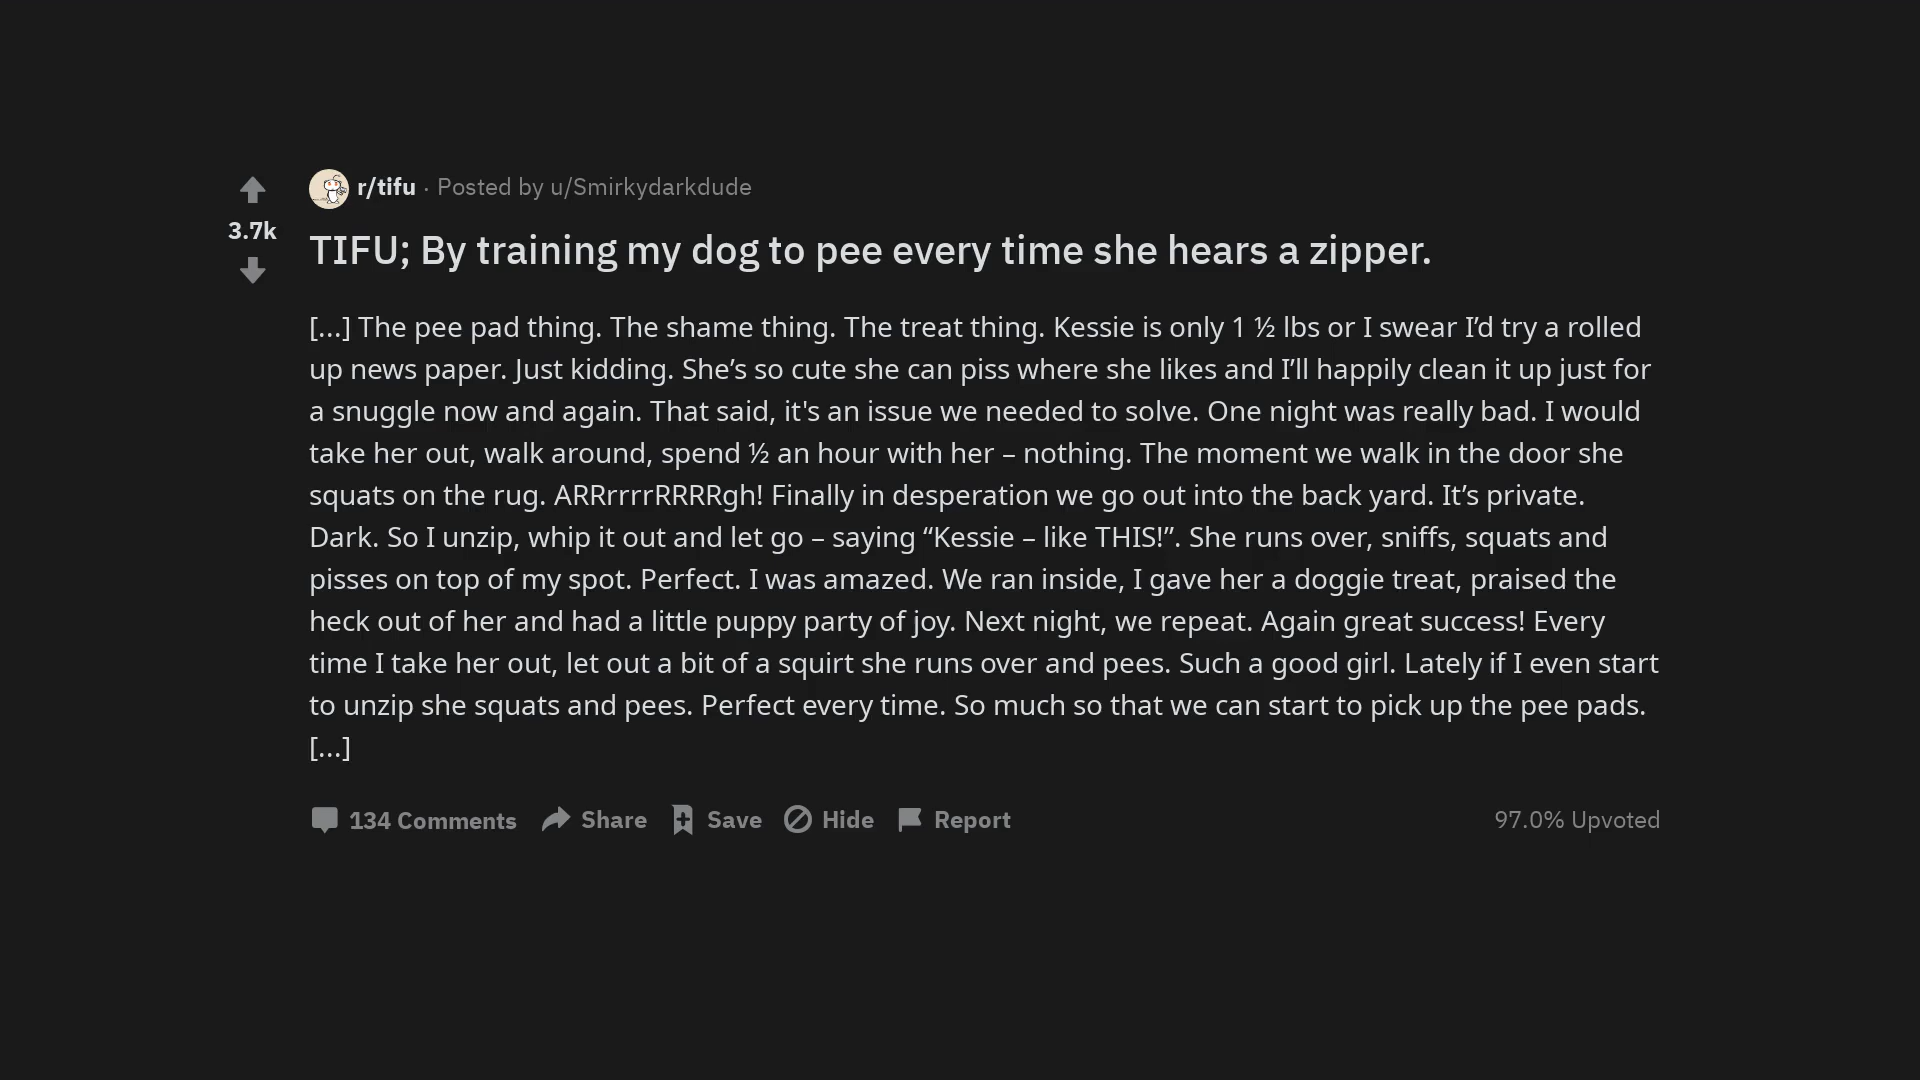 r/tifu · Posted by u/Smirkydarkdude
3.7k
TIFU; By training my dog to pee every time she hears a zipper.
[...] The pee pad thing. The shame thing. The treat thing. Kessie is only 1 ½ lbs or I swear I’d try a rolled
up news paper. Just kidding. She’s so cute she can piss where she likes and I’ll happily clean it up just for
a snuggle now and again. That said, it's an issue we needed to solve. One night was really bad. I would
take her out, walk around, spend ½ an hour with her – nothing. The moment we walk in the door she
squats on the rug. ARRrrrrRRRRgh! Finally in desperation we go out into the back yard. It’s private.
Dark. So I unzip, whip it out and let go – saying “Kessie – like THIS!”. She runs over, sniffs, squats and
pisses on top of my spot. Perfect. I was amazed. We ran inside, I gave her a doggie treat, praised the
heck out of her and had a little puppy party of joy. Next night, we repeat. Again great success! Every
time I take her out, let out a bit of a squirt she runs over and pees. Such a good girl. Lately if I even start
to unzip she squats and pees. Perfect every time. So much so that we can start to pick up the pee pads.
[...]
134 Comments Share Save Hide Report 97.0% Upvoted